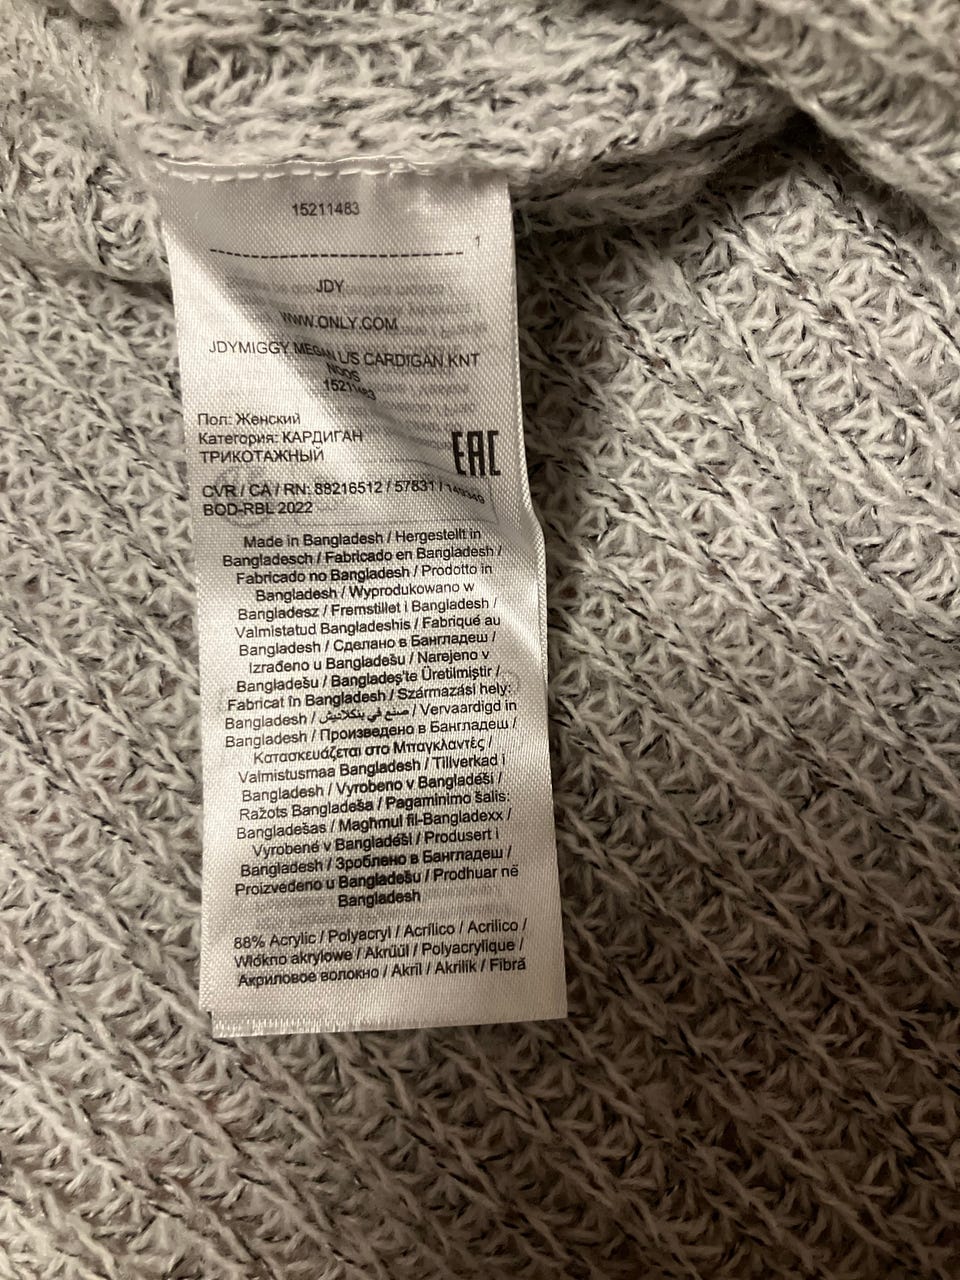 15211483
1
JDY
WWW.ONLY.COM
JDYMIGGY MEGAN L/S CARDIGAN KNT
NOOS
15211483
Пол: Женский
Категория: КАРДИГАН
ТРИКОТАЖНЫЙ
EAC
CVR / CA / RN: 88216512 / 57831 / 149349
BOD-RBL 2022
Made in Bangladesh / Hergestellt in
Bangladesch / Fabricado en Bangladesh /
Fabricado no Bangladesh / Prodotto in
Bangladesh / Wyprodukowano w
Bangladesz / Fremstillet i Bangladesh /
Valmistatud Bangladeshis / Fabriqué au
Bangladesh / Сделано в Бангладеш /
Izrađeno u Bangladešu / Narejeno v
Bangladešu / Bangladeş'te Üretilmiştir /
Fabricat în Bangladesh / Származási hely:
Bangladesh / صنع في بنكلاديش / Vervaardigd in
Bangladesh / Произведено в Бангладеш /
Κατασκευάζεται στο Μπαγκλαντές /
Valmistusmaa Bangladesh / Tillverkad i
Bangladesh / Vyrobeno v Bangladéši /
Ražots Bangladeša / Pagaminimo šalis:
Bangladešas / Magħmul fil-Bangladexx /
Vyrobené v Bangladéši / Produsert i
Bangladesh / Зроблено в Бангладеш /
Proizvedeno u Bangladešu / Prodhuar në
Bangladesh
88% Acrylic / Polyacryl / Acrílico / Acrilico /
Włókno akrylowe / Akrüül / Polyacrylique /
Акриловое волокно / Akril / Akrilik / Fibră